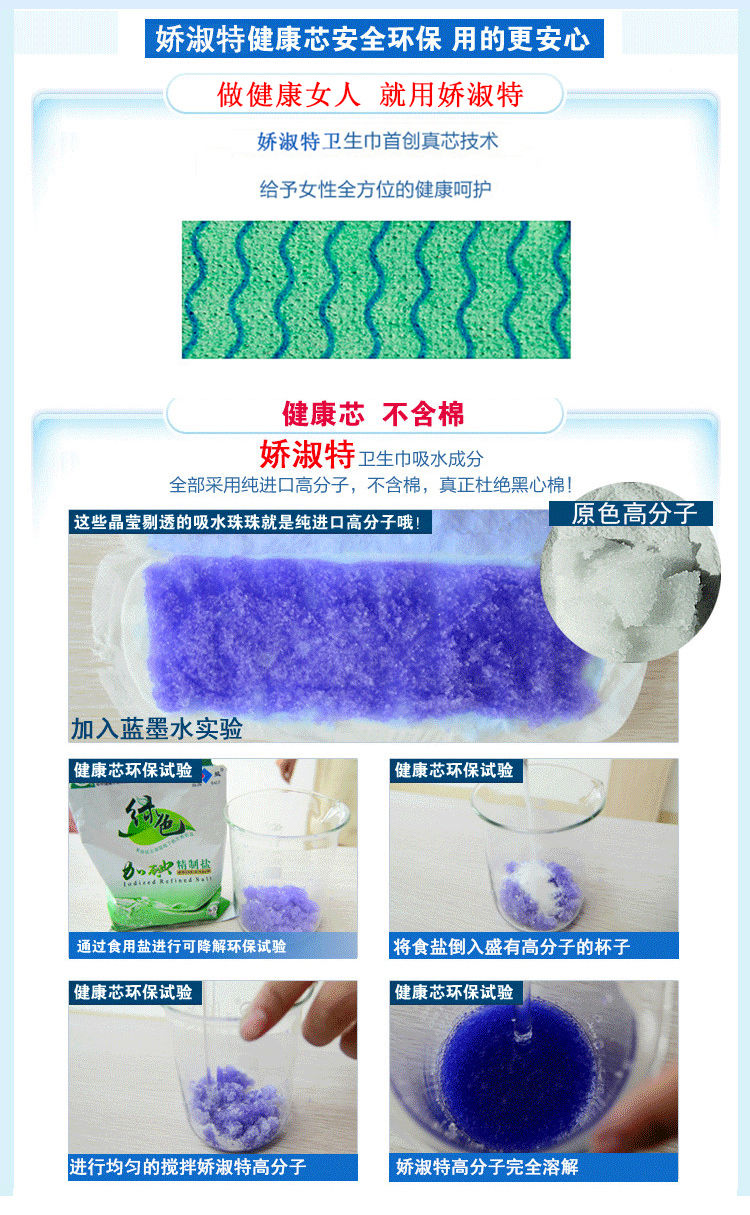 娇淑特健康芯安全环保 用的更安心
做健康女人 就用娇淑特
娇淑特卫生巾首创真芯技术
给予女性全方位的健康呵护
健康芯 不含棉
娇淑特卫生巾吸水成分
全部采用纯进口高分子，不含棉，真正杜绝黑心棉！
原色高分子
这些晶莹剔透的吸水珠珠就是纯进口高分子哦！
加入蓝墨水实验
健康芯环保试验
绿色
加碘精制盐
Iodized Refined Salt
通过食用盐进行可降解环保试验
健康芯环保试验
将食盐倒入盛有高分子的杯子
健康芯环保试验
进行均匀的搅拌娇淑特高分子
健康芯环保试验
娇淑特高分子完全溶解